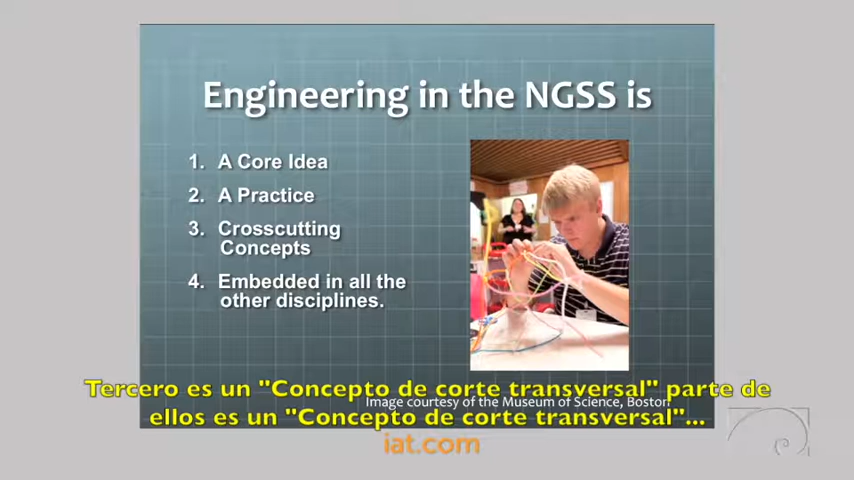 Engineering in the NGSS is
1. A Core Idea
2. A Practice
3. Crosscutting
Concepts
4. Embedded in all the
other disciplines.
Tercero es un "Concepto de corte transversal" parte de
Image courtesy of the Museum of Science, Boston
ellos es un "Concepto de corte transversal"...
iat.com